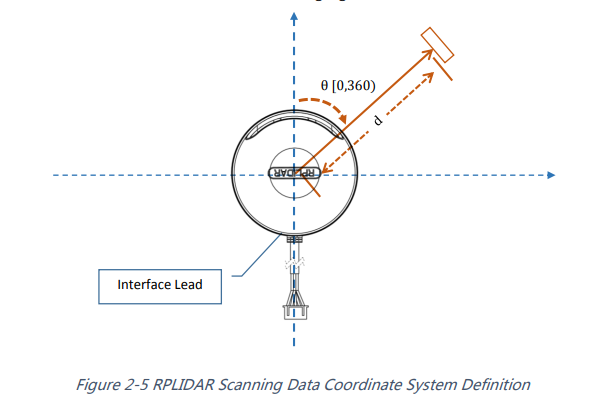 θ [0,360)
d
RPLIDAR
Interface Lead
Figure 2-5 RPLIDAR Scanning Data Coordinate System Definition